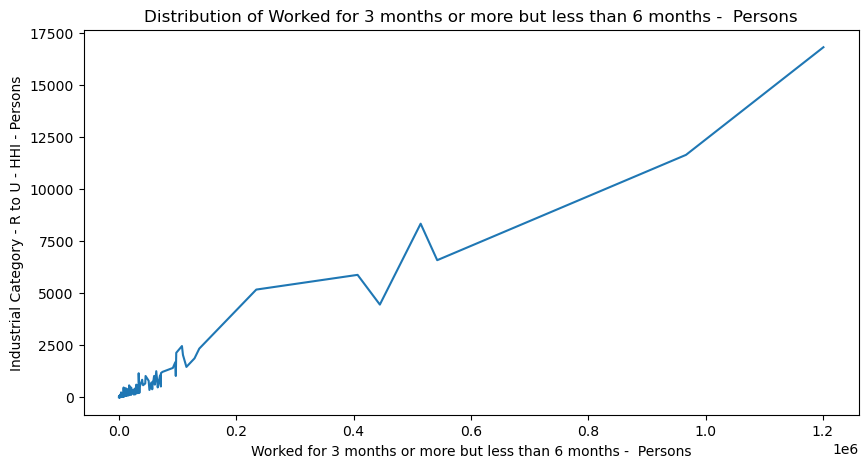 Distribution of Worked for 3 months or more but less than 6 months -  Persons
17500
15000
12500
10000
7500
5000
2500
0
Industrial Category - R to U - HHI - Persons
0.0 0.2 0.4 0.6 0.8 1.0 1.2
1e6
Worked for 3 months or more but less than 6 months -  Persons